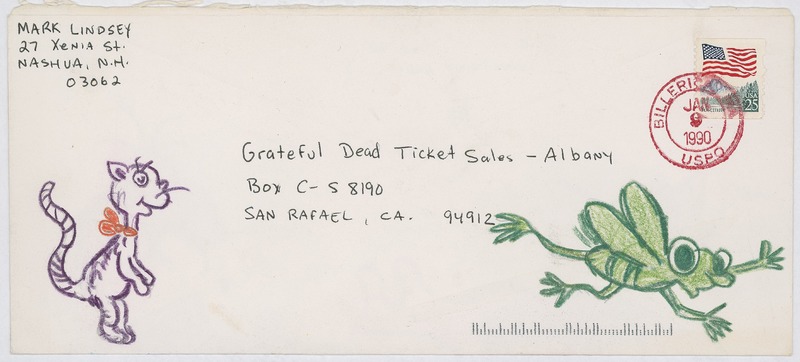 MARK LINDSEY
27 XENIA St.
NASHUA, N.H.
03062
USA
25
JAN
9
1990
USPO
Grateful Dead Ticket Sales - Albany
Box C-S 8190
SAN RAFAEL, CA. 94912